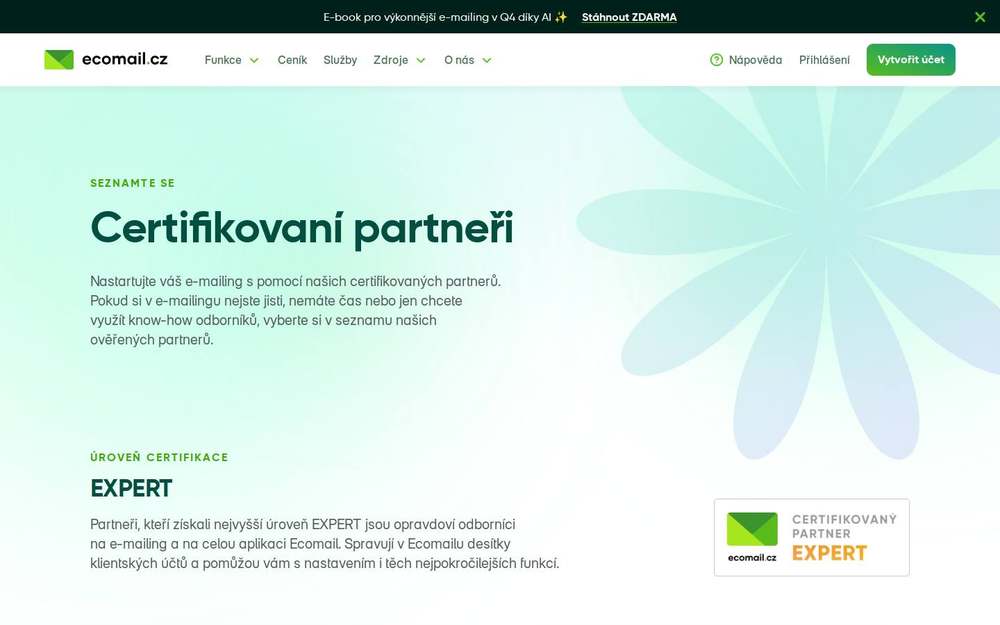 E-book pro výkonnější e-mailing v Q4 díky AI ✨ Stáhnout ZDARMA
ecomail.cz Funkce Ceník Služby Zdroje O nás Nápověda Přihlášení Vytvořit účet
SEZNAMTE SE
Certifikovaní partneři
Nastartujte váš e-mailing s pomocí našich certifikovaných partnerů.
Pokud si v e-mailingu nejste jisti, nemáte čas nebo jen chcete
využít know-how odborníků, vyberte si v seznamu našich
ověřených partnerů.
ÚROVEŇ CERTIFIKACE
EXPERT
Partneři, kteří získali nejvyšší úroveň EXPERT jsou opravdoví odborníci
na e-mailing a na celou aplikaci Ecomail. Spravují v Ecomailu desítky
klientských účtů a pomůžou vám s nastavením i těch nejpokročilejších funkcí.
CERTIFIKOVANÝ
PARTNER
EXPERT
ecomail.cz